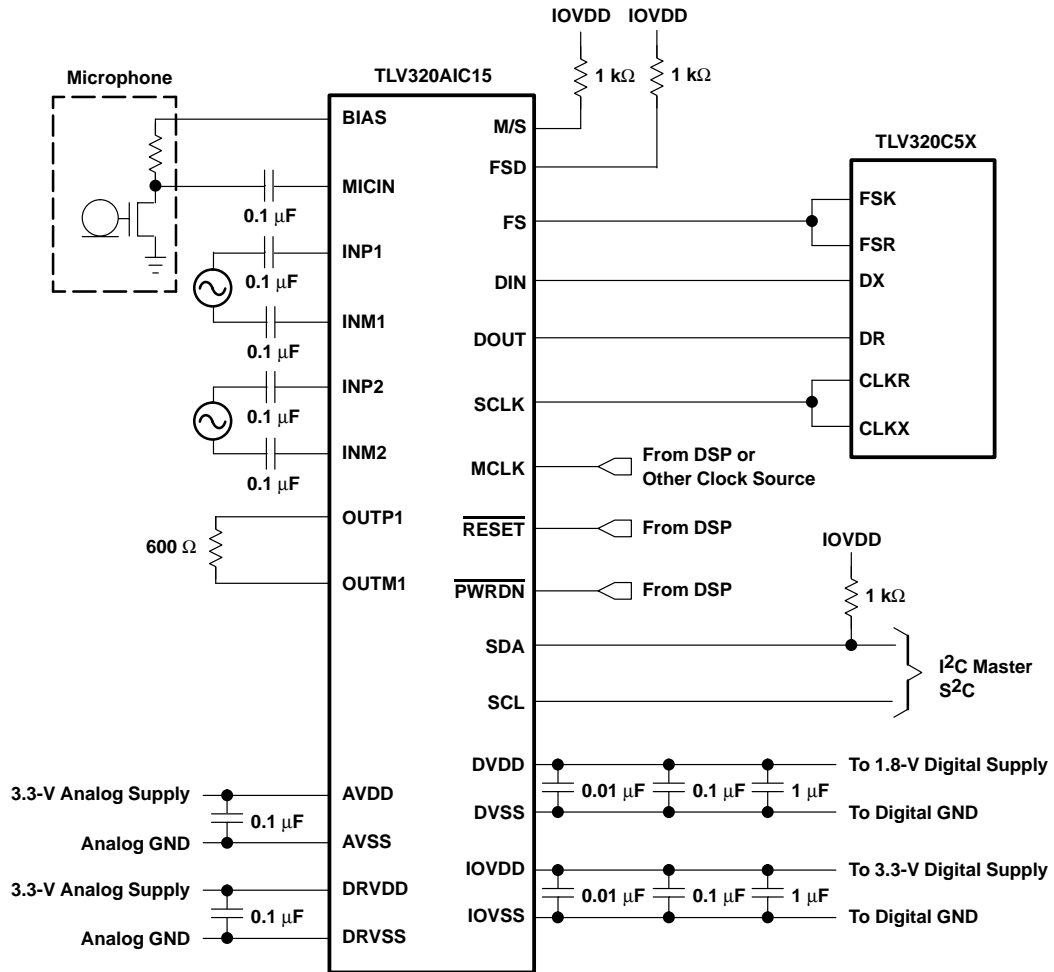 IOVDD
IOVDD
1 kΩ
1 kΩ
TLV320AIC15
Microphone
BIAS
MICIN
0.1 μF
INP1
0.1 μF
INM1
0.1 μF
INP2
0.1 μF
INM2
0.1 μF
OUTP1
600 Ω
OUTM1
3.3-V Analog Supply
AVDD
0.1 μF
Analog GND
AVSS
3.3-V Analog Supply
DRVDD
0.1 μF
Analog GND
DRVSS
M/S
FSD
FS
DIN
DOUT
SCLK
MCLK
From DSP or
Other Clock Source
RESET
From DSP
PWRDN
From DSP
SDA
SCL
IOVDD
1 kΩ
I2C Master
S2C
TLV320C5X
FSK
FSR
DX
DR
CLKR
CLKX
DVDD
To 1.8-V Digital Supply
0.01 μF
0.1 μF
1 μF
DVSS
To Digital GND
IOVDD
To 3.3-V Digital Supply
0.01 μF
0.1 μF
1 μF
IOVSS
To Digital GND